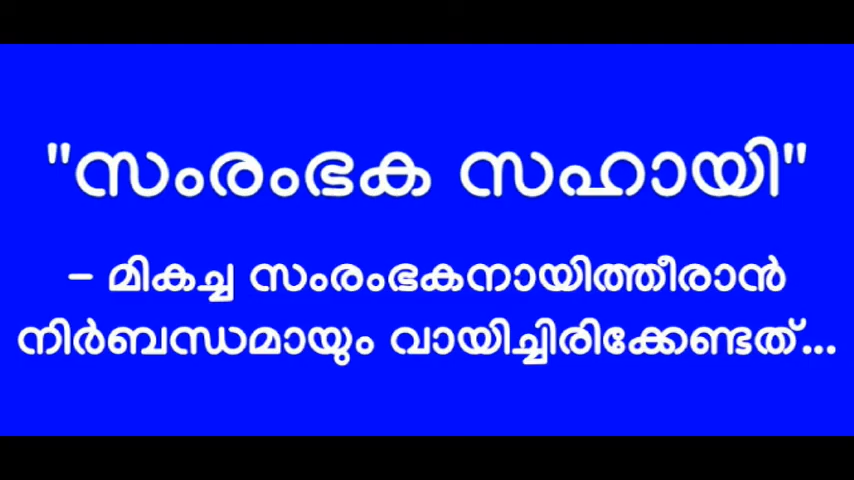 "സംരംഭക സഹായി"
- മികച്ച സംരംഭകനായിത്തീരാൻ
നിർബന്ധമായും വായിച്ചിരിക്കേണ്ടത്...